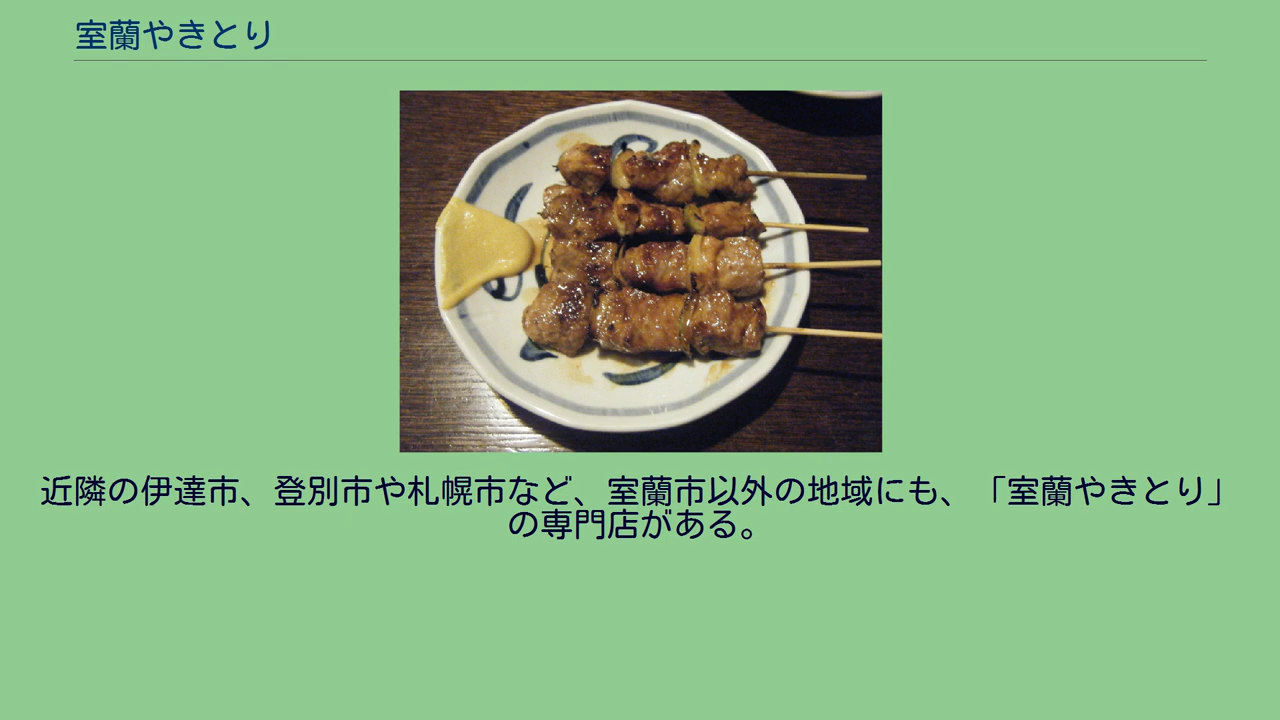 室蘭やきとり
近隣の伊達市、登別市や札幌市など、室蘭市以外の地域にも、「室蘭やきとり」
の専門店がある。